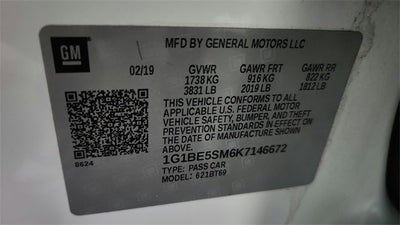 GM
MFD BY GENERAL MOTORS LLC
02/19 GVWR GAWR FRT GAWR RR
1738 KG 916 KG 822 KG
3831 LB 2019 LB 1812 LB
THIS VEHICLE CONFORMS TO ALL
APPLICABLE U.S. FEDERAL MOTOR
VEHICLE SAFETY, BUMPER, AND THEFT
PREVENTION STANDARDS IN EFFECT ON THE
DATE OF MANUFACTURE SHOWN ABOVE.
8624
1G1BE5SM6K7146672
TYPE: PASS CAR
MODEL: 621BT69